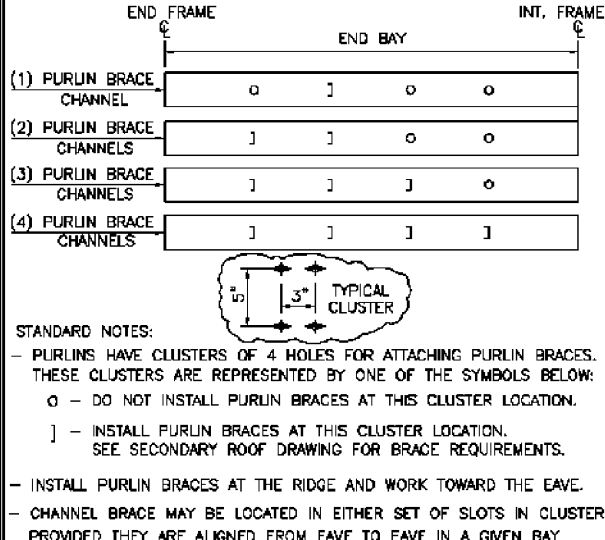 END FRAME
INT. FRAME
℄
℄
END BAY
(1) PURLIN BRACE
CHANNEL
o ] o o
(2) PURLIN BRACE
CHANNELS
] ] o o
(3) PURLIN BRACE
CHANNELS
] ] ] o
(4) PURLIN BRACE
CHANNELS
] ] ] ]
5"
3"
TYPICAL
CLUSTER
STANDARD NOTES:
– PURLINS HAVE CLUSTERS OF 4 HOLES FOR ATTACHING PURLIN BRACES.
THESE CLUSTERS ARE REPRESENTED BY ONE OF THE SYMBOLS BELOW:
o – DO NOT INSTALL PURLIN BRACES AT THIS CLUSTER LOCATION.
] – INSTALL PURLIN BRACES AT THIS CLUSTER LOCATION.
SEE SECONDARY ROOF DRAWING FOR BRACE REQUIREMENTS.
– INSTALL PURLIN BRACES AT THE RIDGE AND WORK TOWARD THE EAVE.
– CHANNEL BRACE MAY BE LOCATED IN EITHER SET OF SLOTS IN CLUSTER
PROVIDED THEY ARE ALIGNED FROM EAVE TO EAVE IN A GIVEN BAY